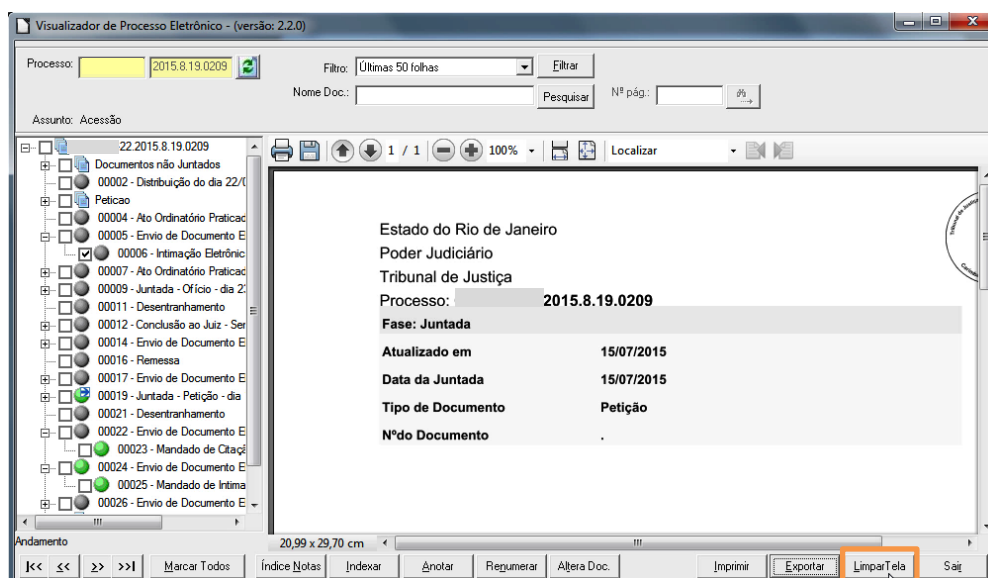 Visualizador de Processo Eletrônico - (versão: 2.2.0)
Processo: 2015.8.19.0209
Filtro: Últimas 50 folhas Filtrar
Nome Doc.: Pesquisar Nª pág.:
Assunto: Acessão
22.2015.8.19.0209
Documentos não Juntados
00002 - Distribuição do dia 22/0
Peticao
00004 - Ato Ordinatório Praticad
00005 - Envio de Documento E
00006 - Intimação Eletrônic
00007 - Ato Ordinatório Praticad
00009 - Juntada - Ofício - dia 2
00011 - Desentranhamento
00012 - Conclusão ao Juiz - Ser
00014 - Envio de Documento E
00016 - Remessa
00017 - Envio de Documento E
00019 - Juntada - Petição - dia
00021 - Desentranhamento
00022 - Envio de Documento E
00023 - Mandado de Citaçã
00024 - Envio de Documento E
00025 - Mandado de Intima
00026 - Envio de Documento E
Andamento
1 / 1 100% Localizar
Estado do Rio de Janeiro
Poder Judiciário
Tribunal de Justiça
Processo: 2015.8.19.0209
Fase: Juntada
Atualizado em 15/07/2015
Data da Juntada 15/07/2015
Tipo de Documento Petição
Nºdo Documento .
20,99 x 29,70 cm
|<< << >> >>| Marcar Todos Índice Notas Indexar Anotar Renumerar Altera Doc. Imprimir Exportar LimparTela Sair